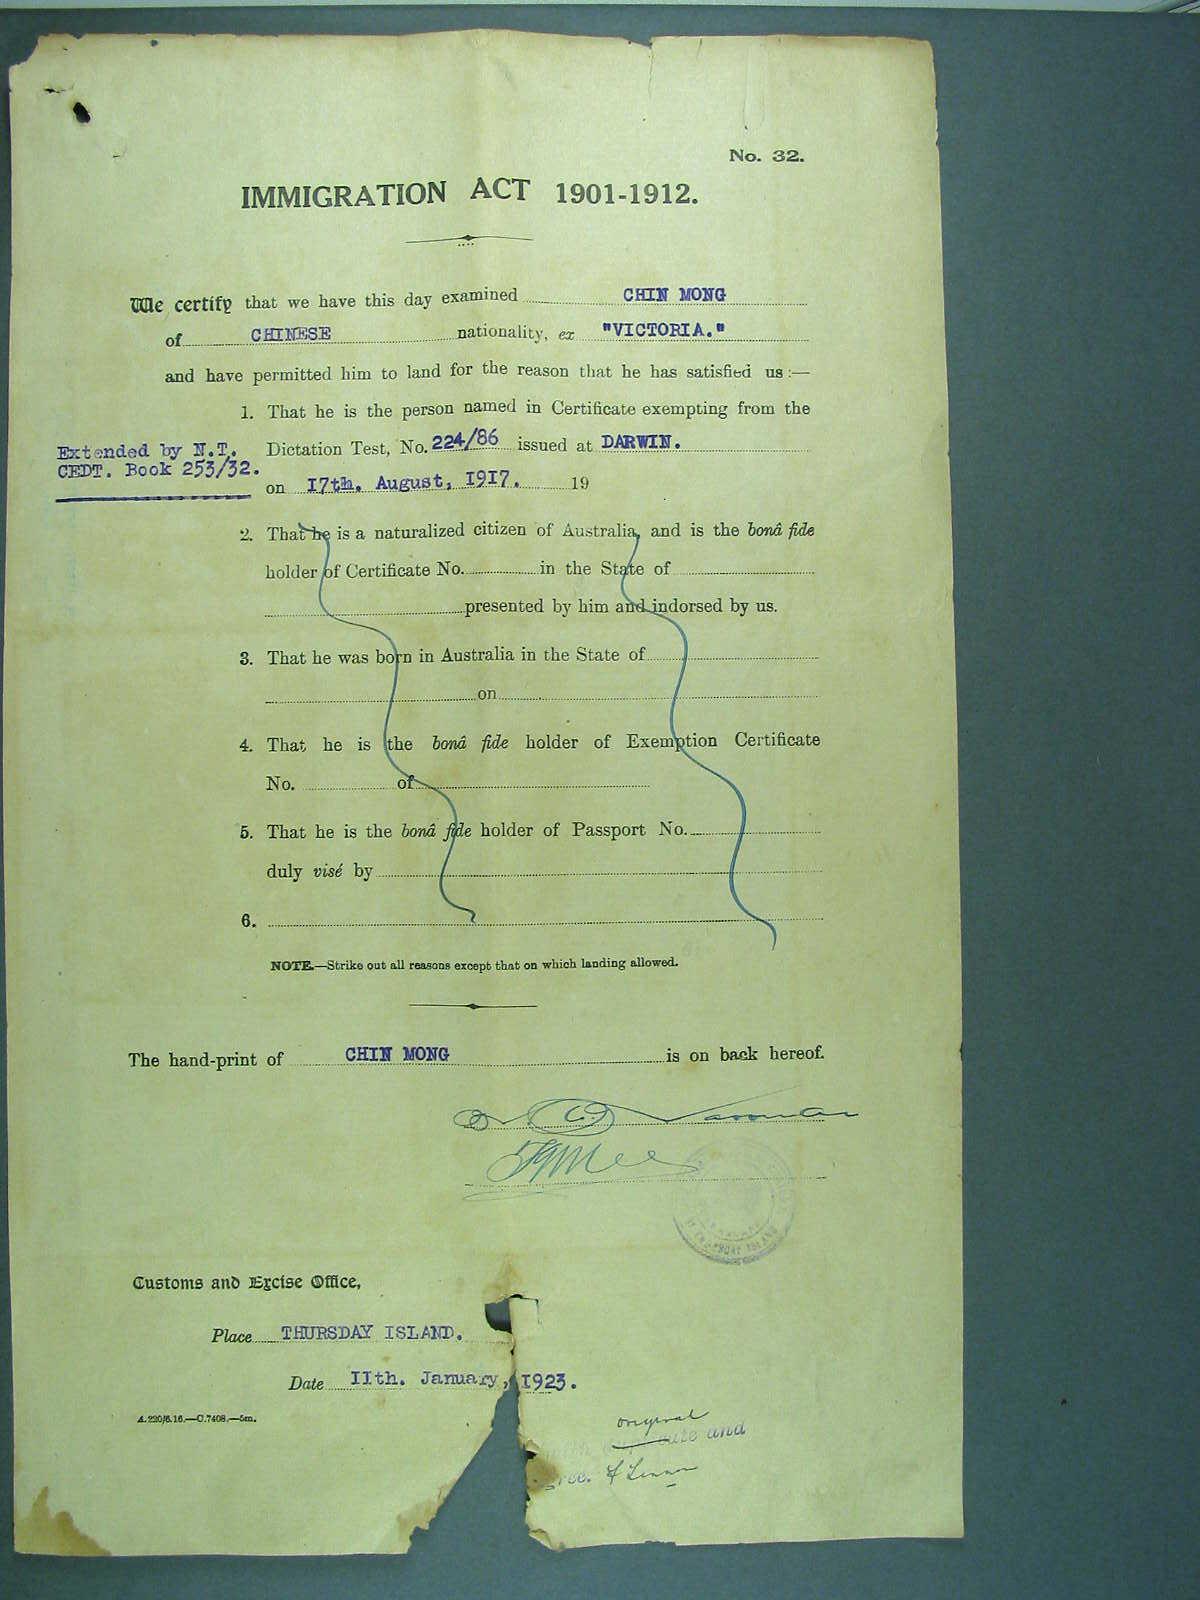 No. 32.
IMMIGRATION ACT 1901-1912.
We certify that we have this day examined CHIN MONG
of CHINESE nationality, ex "VICTORIA."
and have permitted him to land for the reason that he has satisfied us :—
1. That he is the person named in Certificate exempting from the
Extended by N.T.
CEDT. Book 253/32.
Dictation Test, No. 224/86 issued at DARWIN.
on 17th. August, 1917. 19
2. That he is a naturalized citizen of Australia, and is the bonâ fide
holder of Certificate No. in the State of
presented by him and indorsed by us.
3. That he was born in Australia in the State of
on
4. That he is the bonâ fide holder of Exemption Certificate
No. of
5. That he is the bonâ fide holder of Passport No.
duly visé by
6.
NOTE.—Strike out all reasons except that on which landing allowed.
The hand-print of CHIN MONG is on back hereof.
Customs and Excise Office,
Place THURSDAY ISLAND.
Date IIth. January, 1923.
A.220/6.16.—C.7408.—5m.
original
and